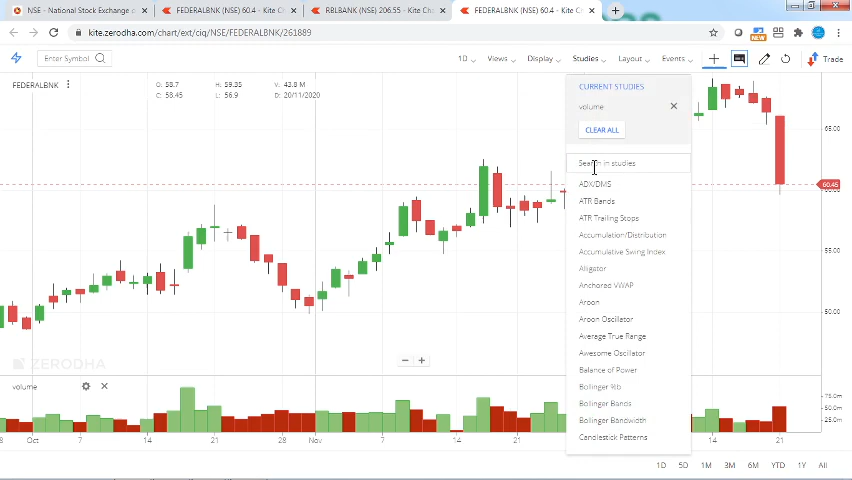 NSE - National Stock Exchange o
FEDERALBNK (NSE) 60.4 - Kite C
RBLBANK (NSE) 206.55 - Kite Ch
FEDERALBNK (NSE) 60.4 - Kite Ch
kite.zerodha.com/chart/ext/ciq/NSE/FEDERALBNK/261889
NEW
Enter Symbol
1D Views Display Studies Layout Events Trade
FEDERALBNK
O: 58.7 H: 59.35 V: 43.8 M
C: 58.45 L: 56.9 D: 20/11/2020
CURRENT STUDIES
volume
CLEAR ALL
Search in studies
ADX/DMS
ATR Bands
ATR Trailing Stops
Accumulation/Distribution
Accumulative Swing Index
Alligator
Anchored VWAP
Aroon
Aroon Oscillator
Average True Range
Awesome Oscillator
Balance of Power
Bollinger %b
Bollinger Bands
Bollinger Bandwidth
Candlestick Patterns
65.00
60.45
55.00
50.00
ZERODHA
volume
75.0m
50.0m
25.0m
Oct 7 14 21 28 Nov 7 14 21 14 21
1D 5D 1M 3M 6M YTD 1Y All